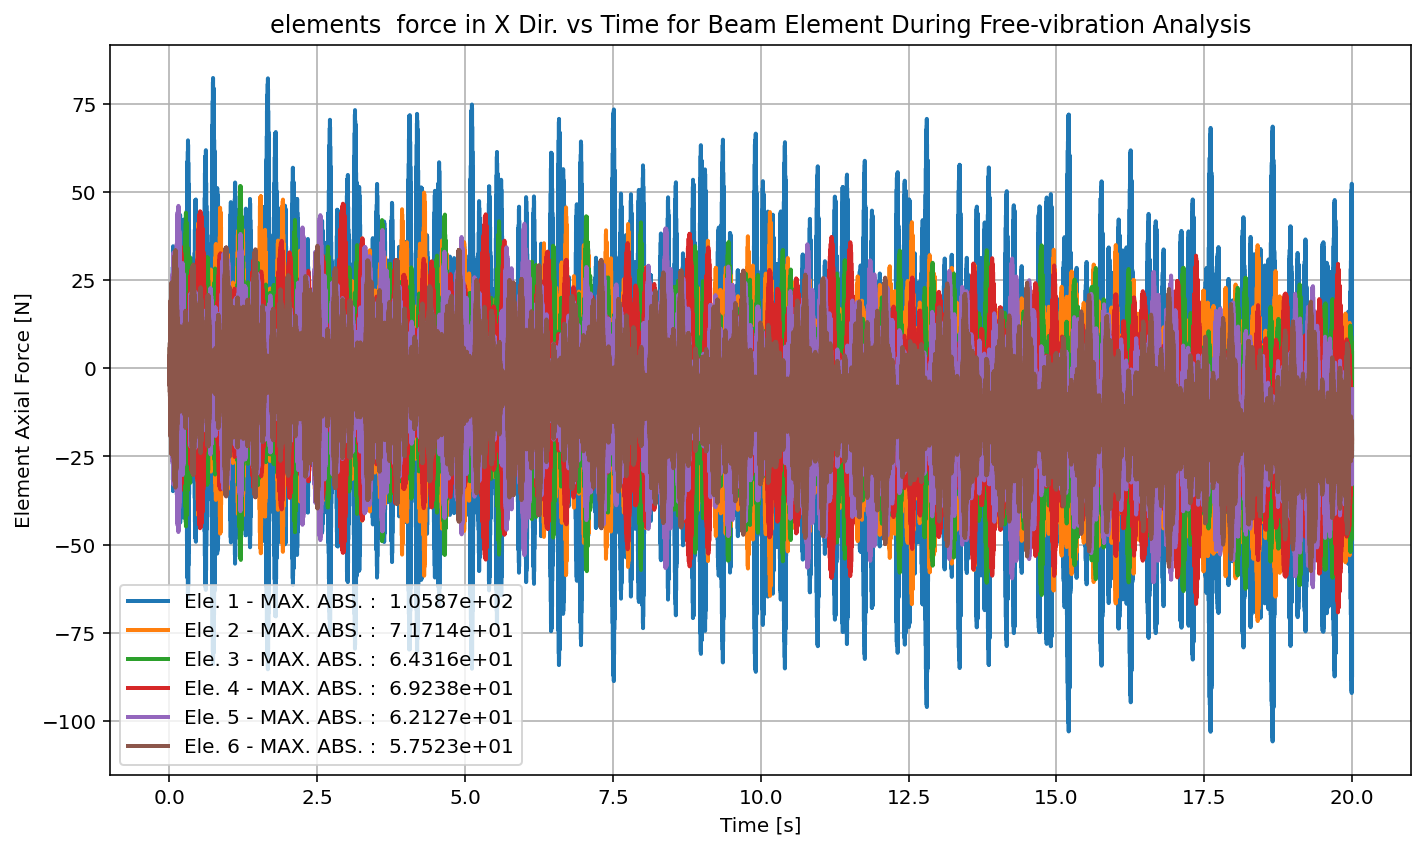 elements  force in X Dir. vs Time for Beam Element During Free-vibration Analysis
Element Axial Force [N]
75
50
25
0
−25
−50
−75
−100
Ele. 1 - MAX. ABS. :  1.0587e+02
Ele. 2 - MAX. ABS. :  7.1714e+01
Ele. 3 - MAX. ABS. :  6.4316e+01
Ele. 4 - MAX. ABS. :  6.9238e+01
Ele. 5 - MAX. ABS. :  6.2127e+01
Ele. 6 - MAX. ABS. :  5.7523e+01
0.0 2.5 5.0 7.5 10.0 12.5 15.0 17.5 20.0
Time [s]